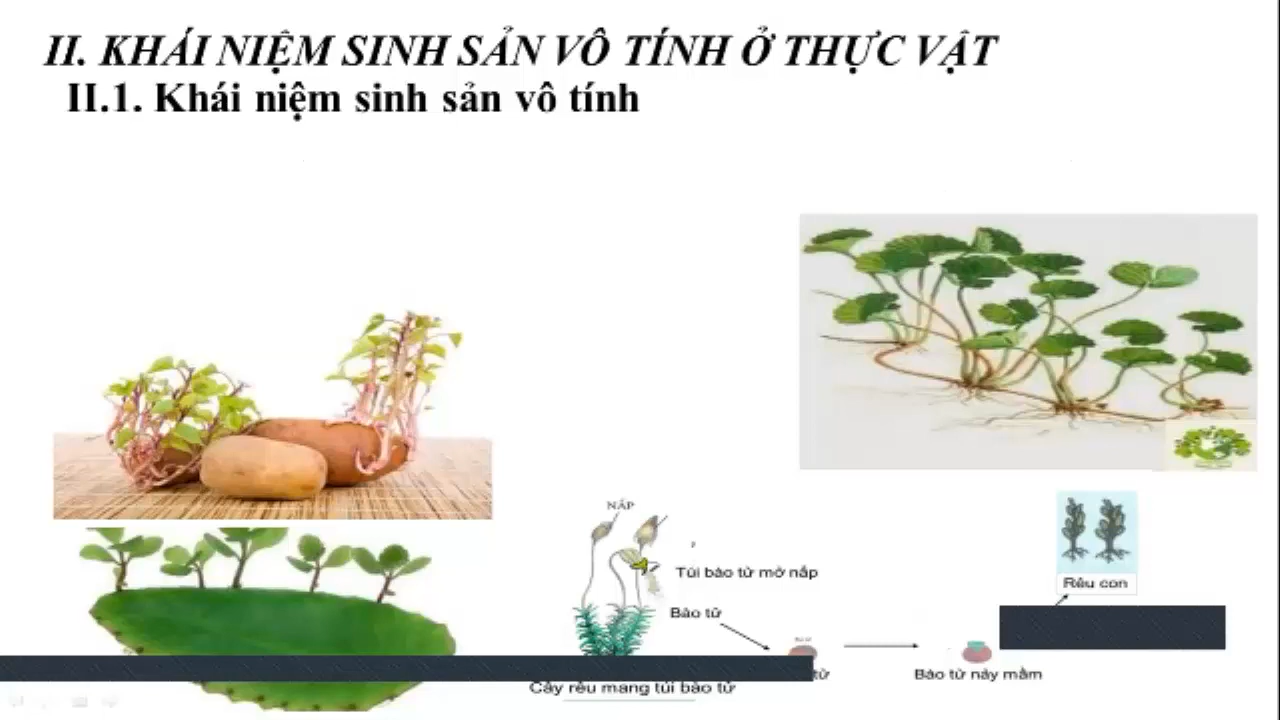 II. KHÁI NIỆM SINH SẢN VÔ TÍNH Ở THỰC VẬT
II.1. Khái niệm sinh sản vô tính
NẮP
Túi bào tử mở nắp
Rêu con
Bào tử
tử
Bào tử nảy mầm
Cây rêu mang túi bào tử